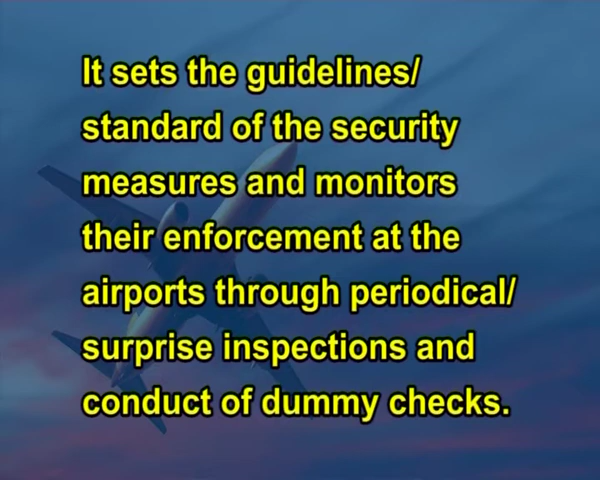 It sets the guidelines/
standard of the security
measures and monitors
their enforcement at the
airports through periodical/
surprise inspections and
conduct of dummy checks.